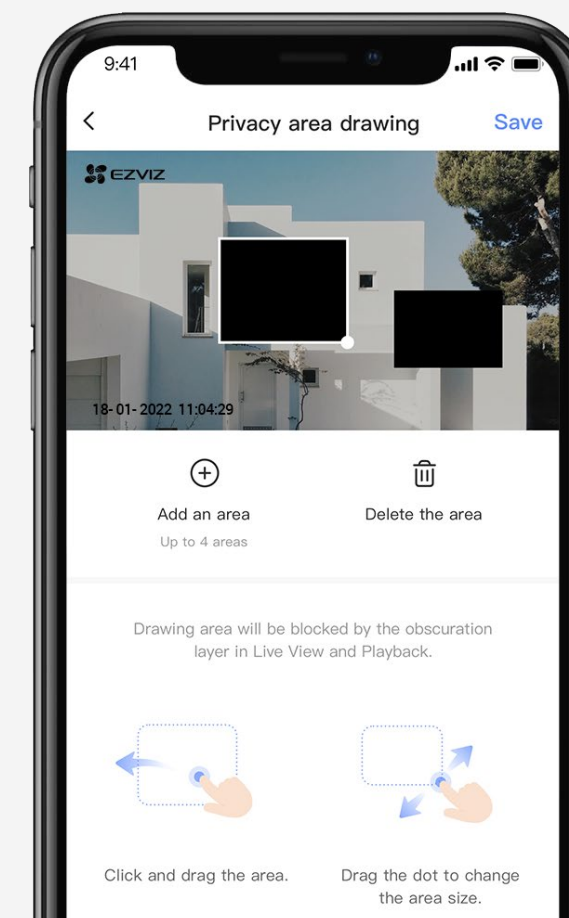 9:41
Privacy area drawing
Save
EZVIZ
18-01-2022 11:04:29
Add an area
Delete the area
Up to 4 areas
Drawing area will be blocked by the obscuration
layer in Live View and Playback.
Click and drag the area.
Drag the dot to change
the area size.